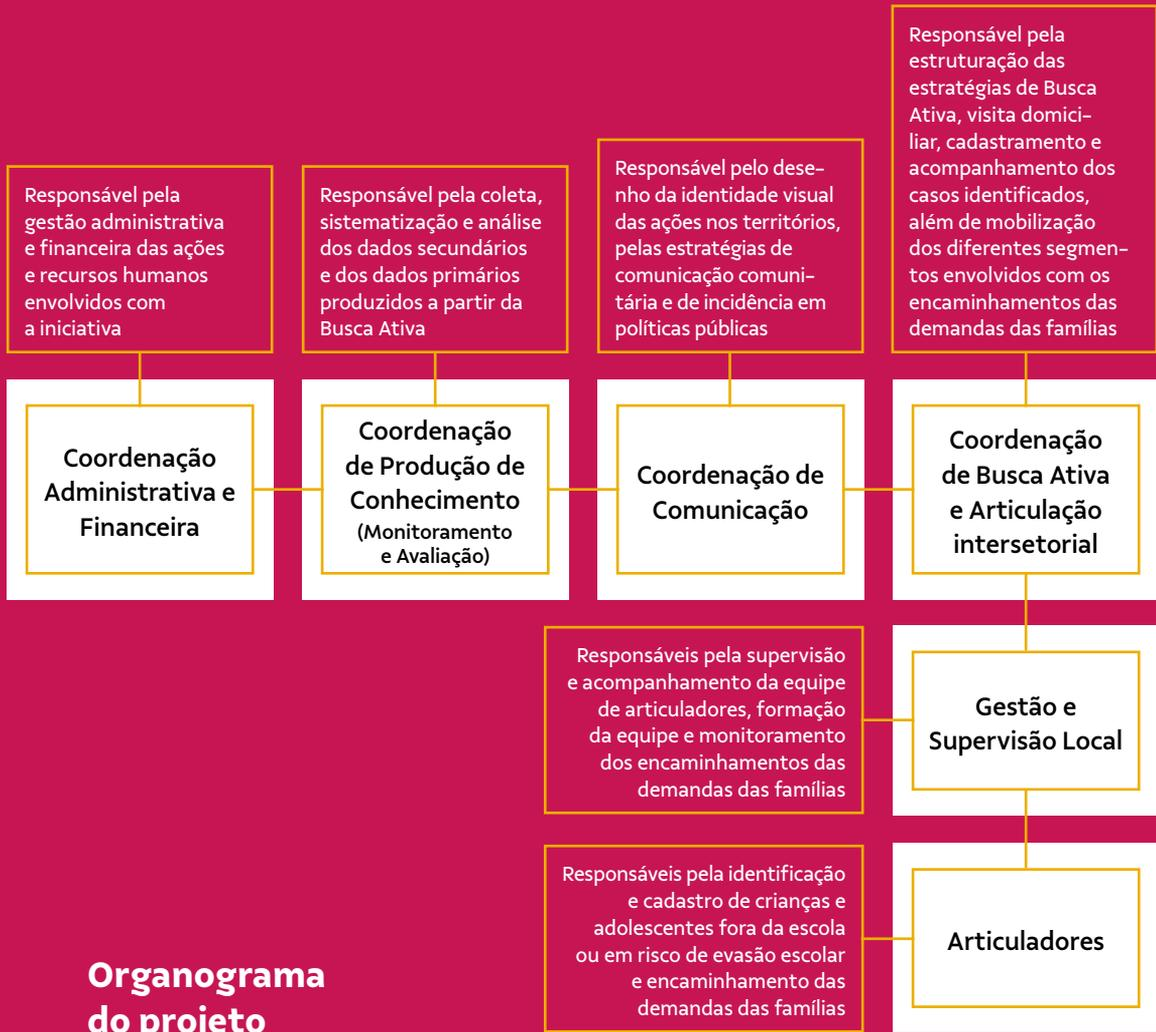 Responsável pela
gestão administrativa
e financeira das ações
e recursos humanos
envolvidos com
a iniciativa
Responsável pela coleta,
sistematização e análise
dos dados secundários
e dos dados primários
produzidos a partir da
Busca Ativa
Responsável pelo dese-
nho da identidade visual
das ações nos territórios,
pelas estratégias de
comunicação comuni-
tária e de incidência em
políticas públicas
Responsável pela
estruturação das
estratégias de Busca
Ativa, visita domici-
liar, cadastramento e
acompanhamento dos
casos identificados,
além de mobilização
dos diferentes segmen-
tos envolvidos com os
encaminhamentos das
demandas das famílias
Coordenação
Administrativa e
Financeira
Coordenação
de Produção de
Conhecimento
(Monitoramento
e Avaliação)
Coordenação de
Comunicação
Coordenação
de Busca Ativa
e Articulação
intersetorial
Responsáveis pela supervisão
e acompanhamento da equipe
de articuladores, formação
da equipe e monitoramento
dos encaminhamentos das
demandas das famílias
Gestão e
Supervisão Local
Responsáveis pela identificação
e cadastro de crianças e
adolescentes fora da escola
ou em risco de evasão escolar
e encaminhamento das
demandas das famílias
Articuladores
Organograma
do projeto